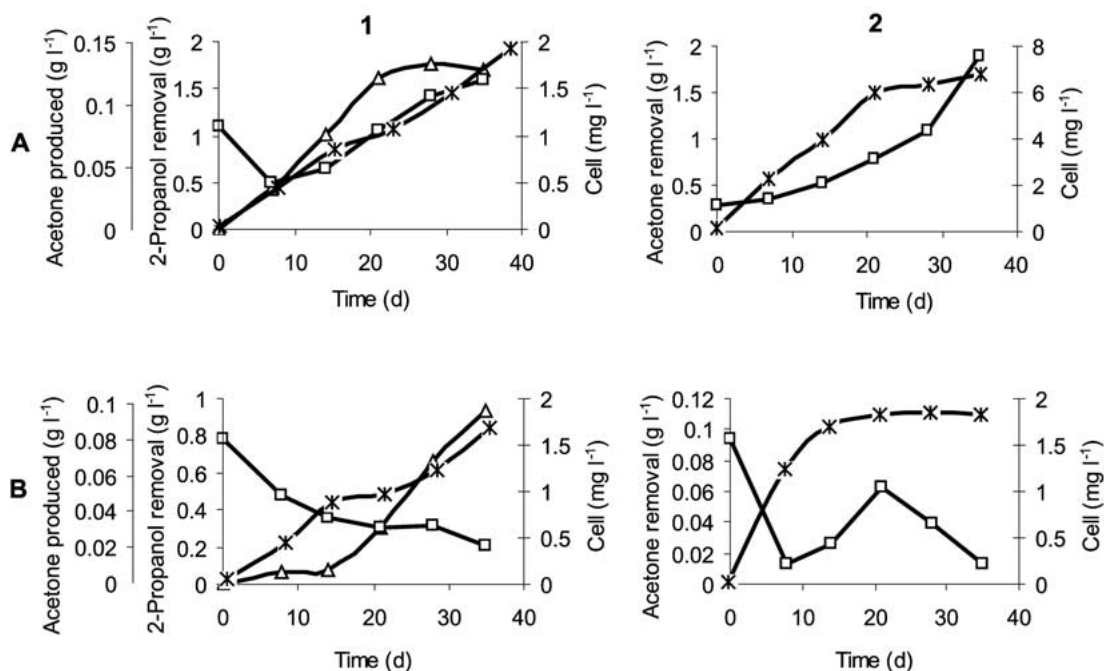 1
2
A
Acetone produced (g l-1)
0.15
0.1
0.05
0
2-Propanol removal (g l-1)
2
1.5
1
0.5
0
2
1.5
1
0.5
0
Cell (mg l-1)
0 10 20 30 40
Time (d)
Acetone removal (g l-1)
2
1.5
1
0.5
0
8
6
4
2
0
Cell (mg l-1)
0 10 20 30 40
Time (d)
B
Acetone produced (g l-1)
0.1
0.08
0.06
0.04
0.02
0
2-Propanol removal (g l-1)
1
0.8
0.6
0.4
0.2
0
2
1.5
1
0.5
0
Cell (mg l-1)
0 10 20 30 40
Time (d)
Acetone removal (g l-1)
0.12
0.1
0.08
0.06
0.04
0.02
0
2
1.5
1
0.5
0
Cell (mg l-1)
0 10 20 30 40
Time (d)